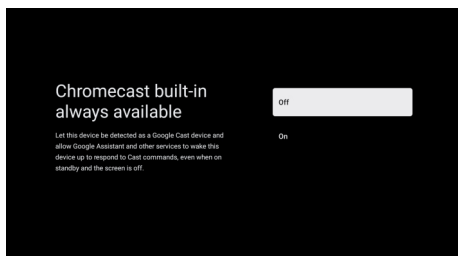 Chromecast built-in
always available
Let this device be detected as a Google Cast device and
allow Google Assistant and other services to wake this
device up to respond to Cast commands, even when on
standby and the screen is off.
Off
On